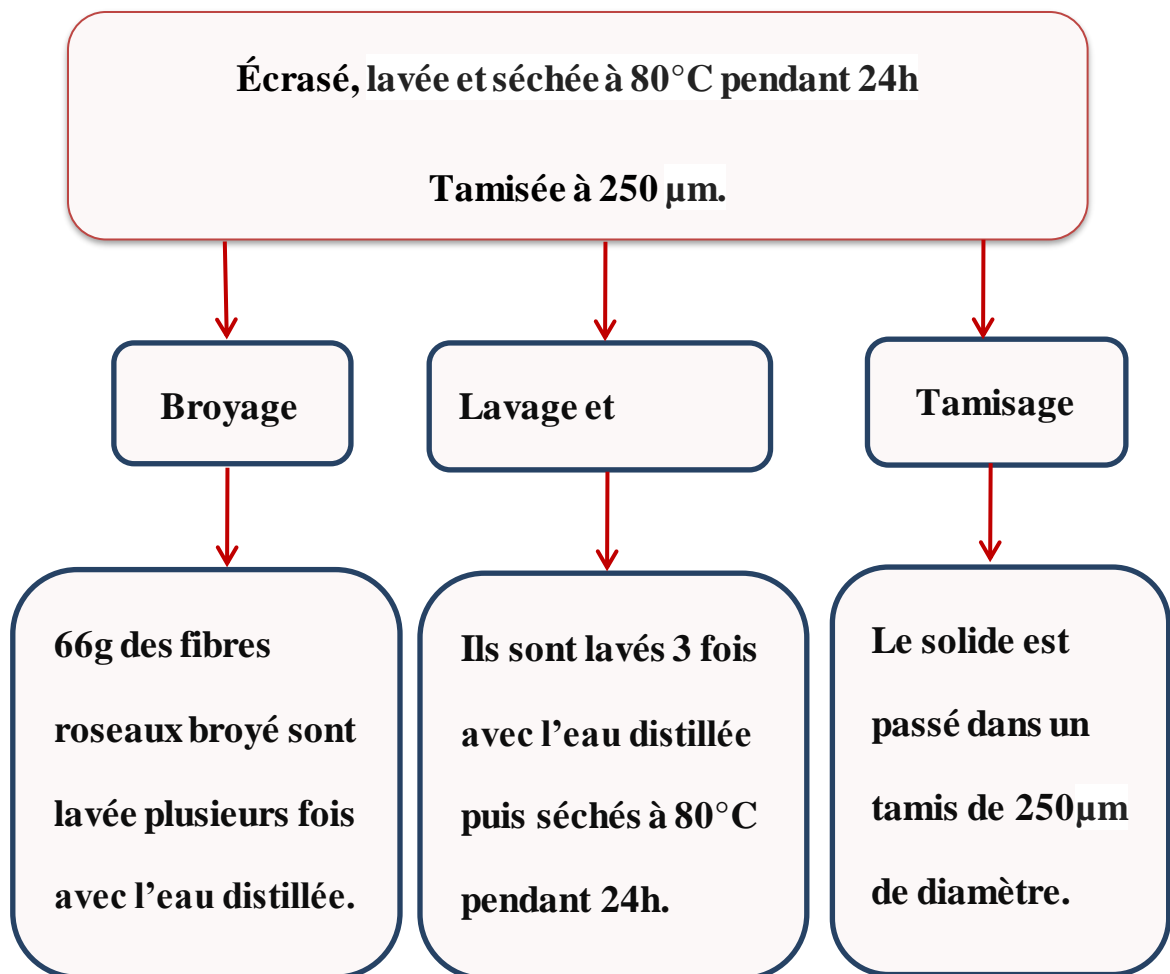 Écrasé, lavée et séchée à 80°C pendant 24h
Tamisée à 250 µm.
Broyage
Lavage et
Tamisage
66g des fibres
roseaux broyé sont
lavée plusieurs fois
avec l’eau distillée.
Ils sont lavés 3 fois
avec l’eau distillée
puis séchés à 80°C
pendant 24h.
Le solide est
passé dans un
tamis de 250µm
de diamètre.